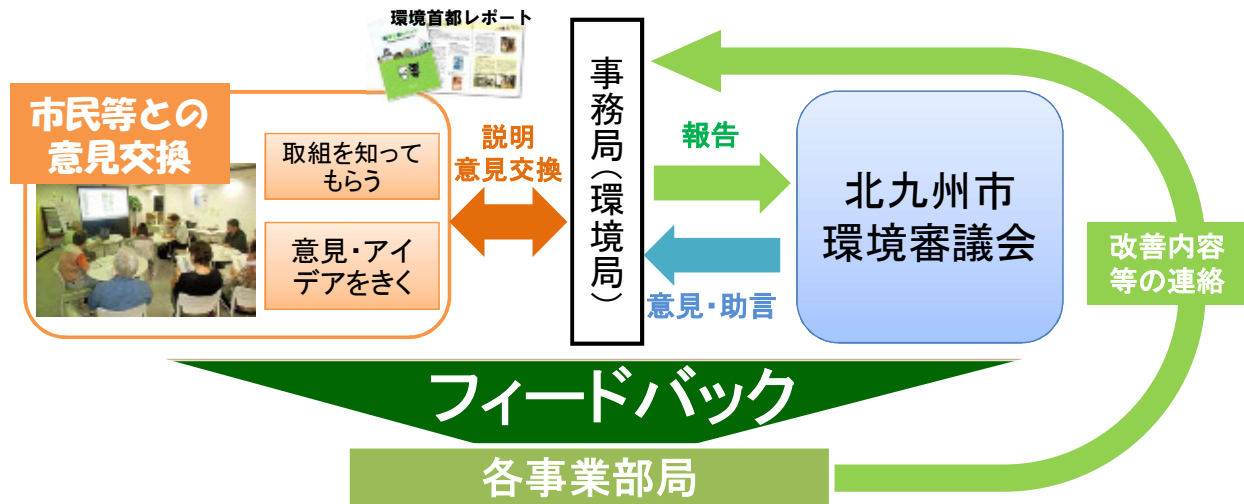 環境首都レポート
市民等との
意見交換
取組を知って
もらう
意見・アイ
デアをきく
説明
意見交換
事務局(環境局)
報告
意見・助言
北九州市
環境審議会
改善内容
等の連絡
フィードバック
各事業部局